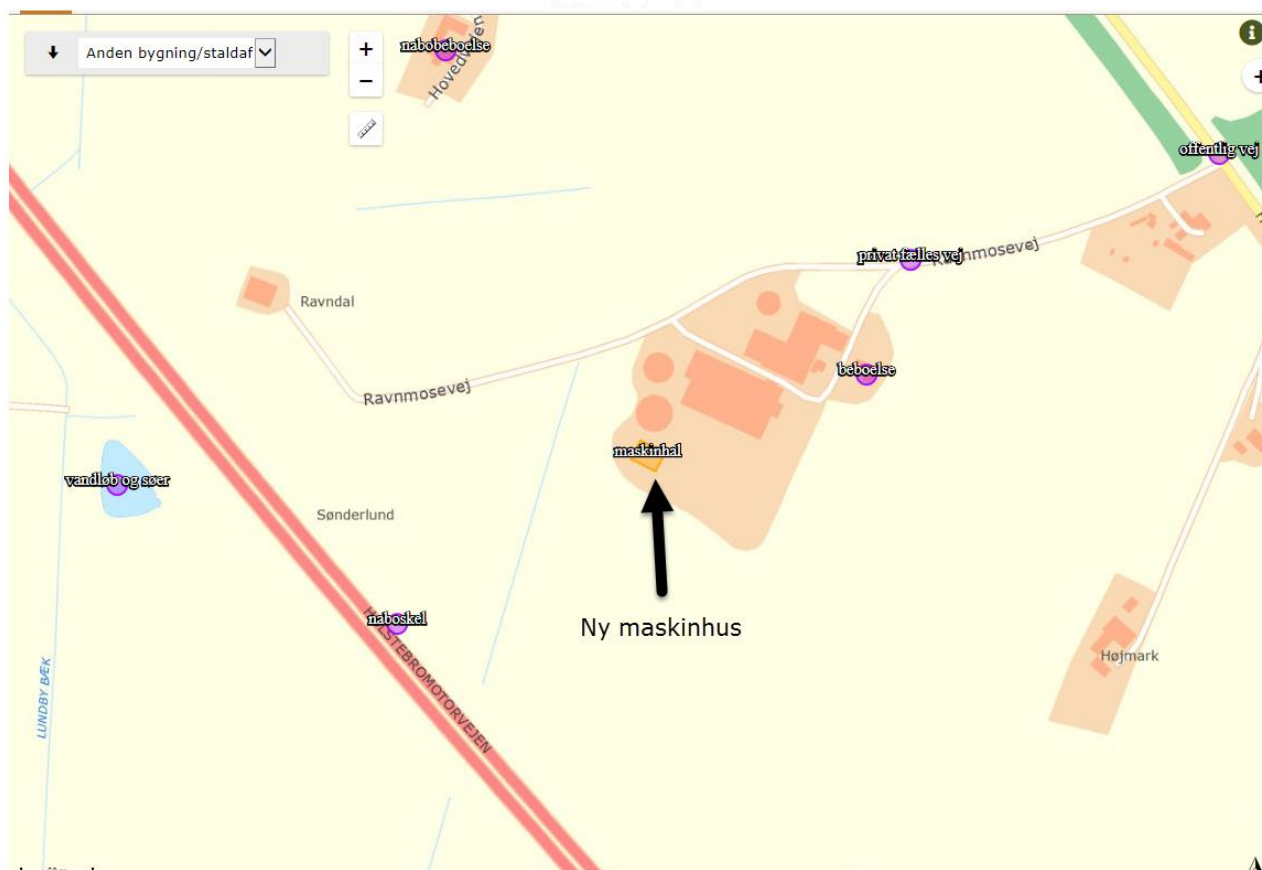 Anden bygning/staldaf
+
−
nabobeboelse
Hovedvejen
i
+
offentlig vej
privat fælles vej
Ravnmosevej
Ravndal
beboelse
Ravnmosevej
maskinhal
vandløb og søer
Sønderlund
naboskel
Ny maskinhus
HOLSTEBROMOTORVEJEN
Højmark
LUNDBY BÆK